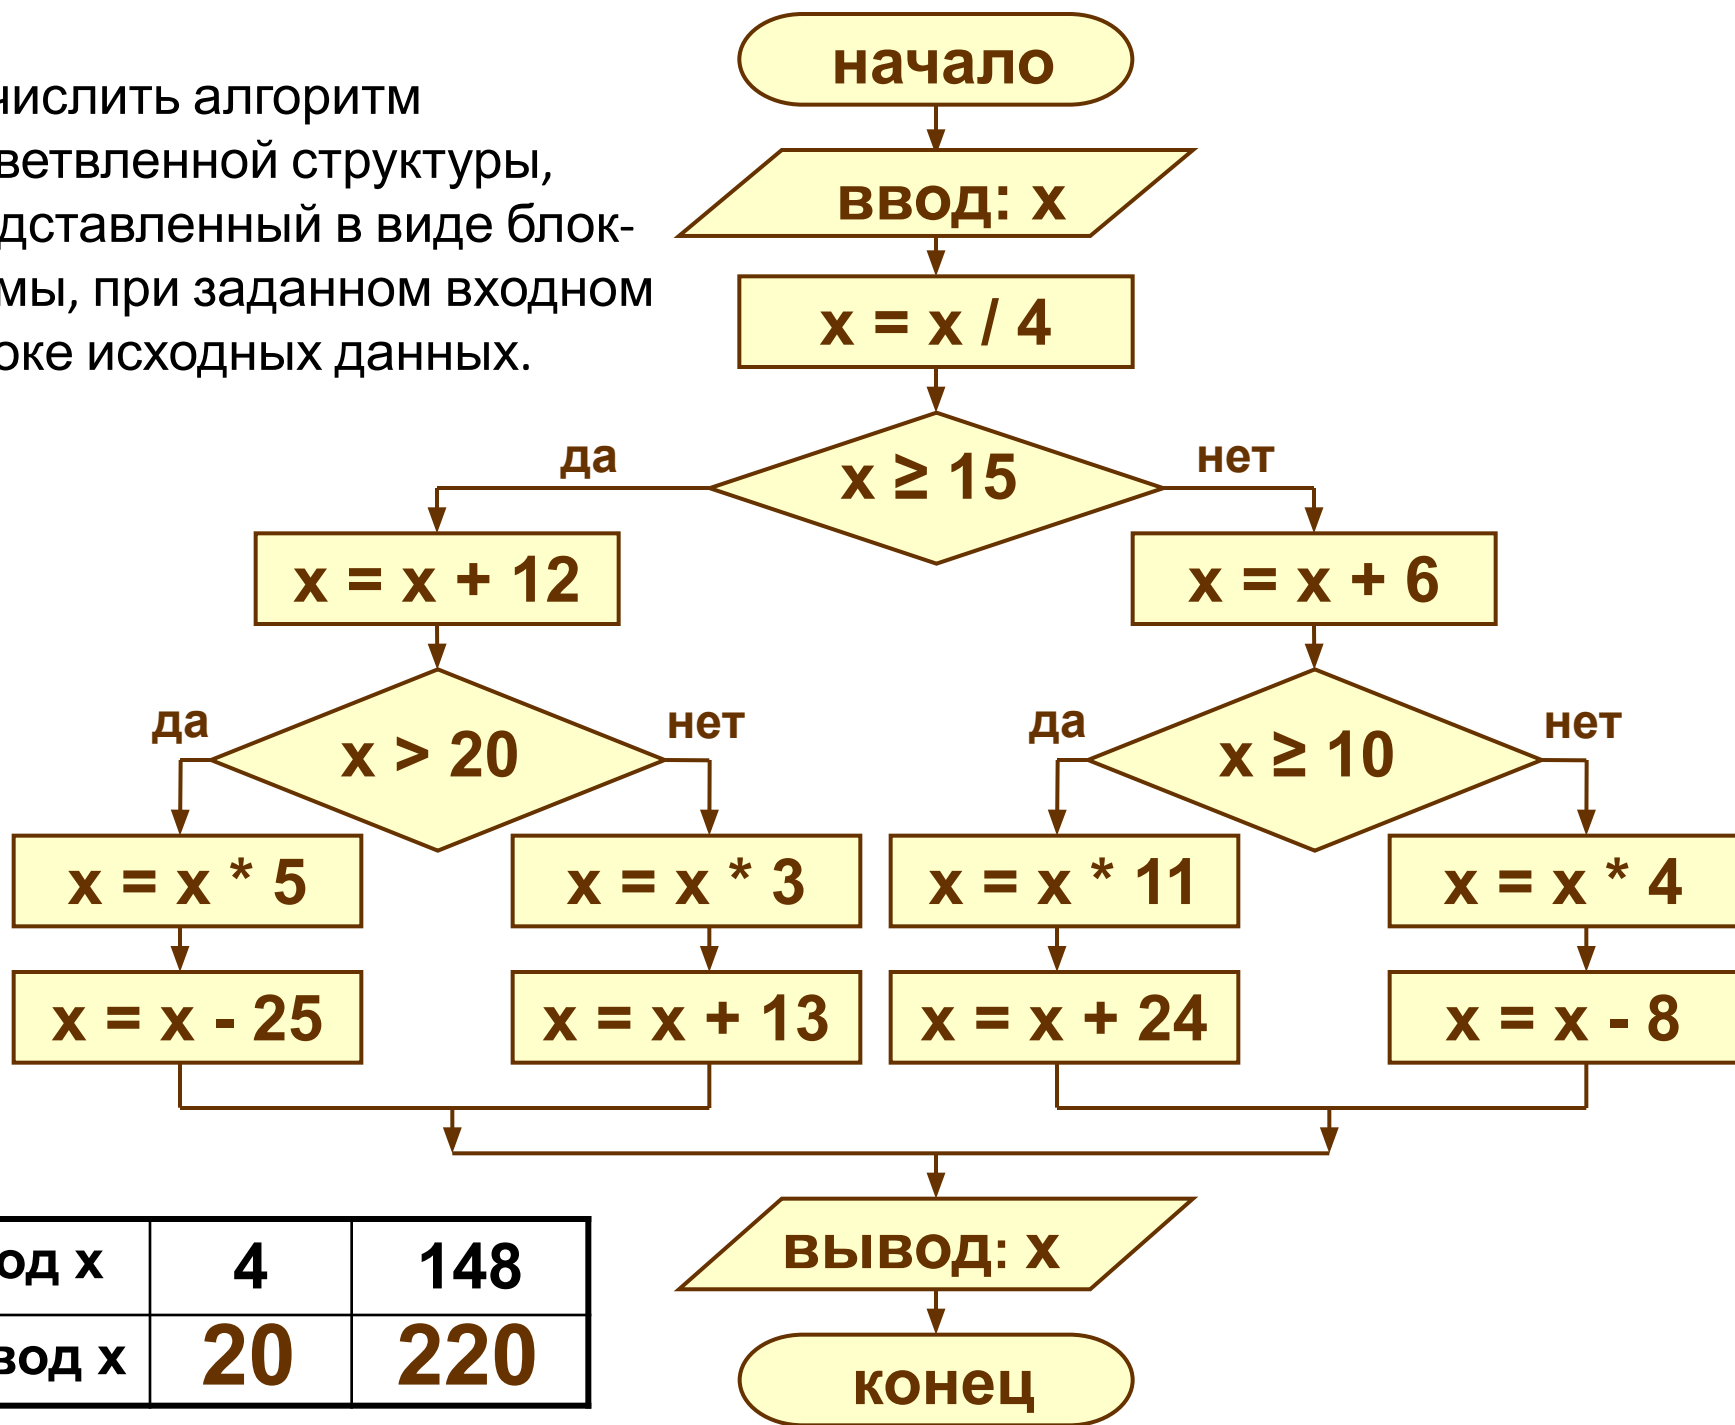 числить алгоритм
ветвленной структуры,
дставленный в виде блок-
мы, при заданном входном
оке исходных данных.
начало
ввод: x
x = x / 4
да
x ≥ 15
нет
x = x + 12
x = x + 6
да
x > 20
нет
да
x ≥ 10
нет
x = x * 5
x = x * 3
x = x * 11
x = x * 4
x = x - 25
x = x + 13
x = x + 24
x = x - 8
вывод: x
конец
од x 4 148
вод x 20 220